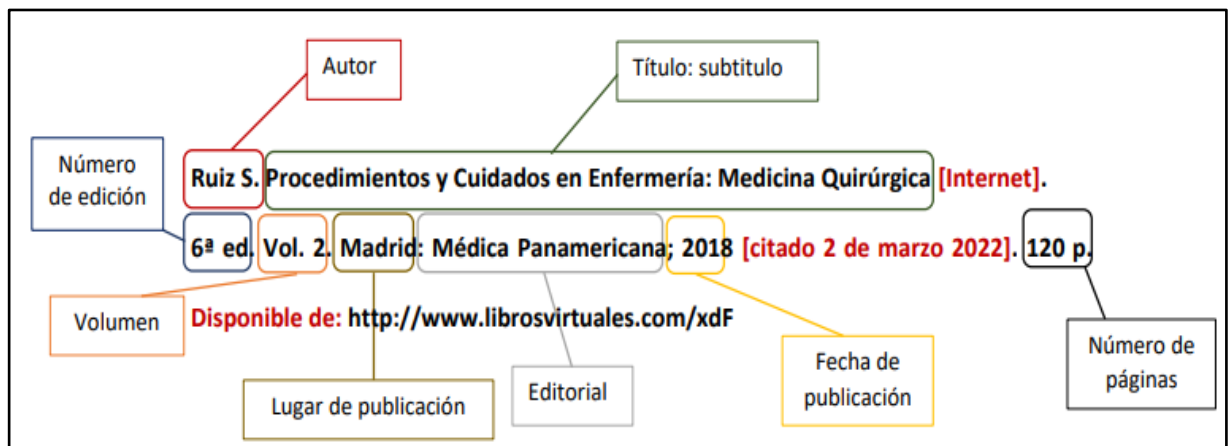 Autor
Título: subtitulo
Número
de edición
Ruiz S. Procedimientos y Cuidados en Enfermería: Medicina Quirúrgica [Internet].
6ª ed. Vol. 2. Madrid: Médica Panamericana; 2018 [citado 2 de marzo 2022]. 120 p.
Disponible de: http://www.librosvirtuales.com/xdF
Volumen
Lugar de publicación
Editorial
Fecha de
publicación
Número de
páginas